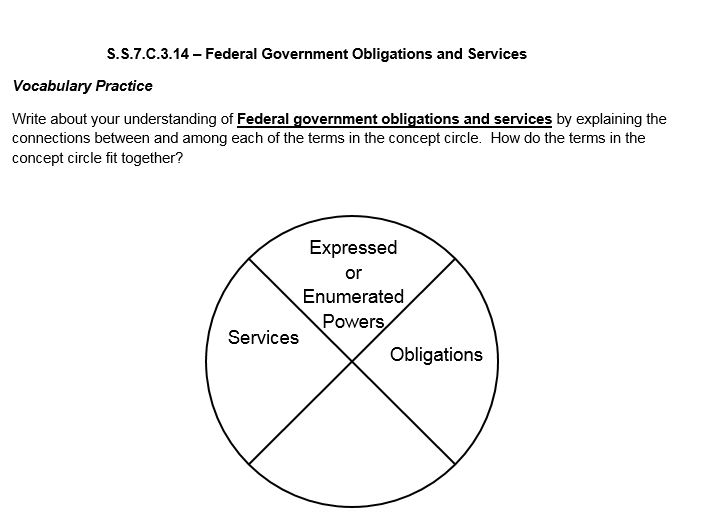 S.S.7.C.3.14 – Federal Government Obligations and Services
Vocabulary Practice
Write about your understanding of Federal government obligations and services by explaining the
connections between and among each of the terms in the concept circle.  How do the terms in the
concept circle fit together?
Expressed
or
Enumerated
Powers
Services
Obligations